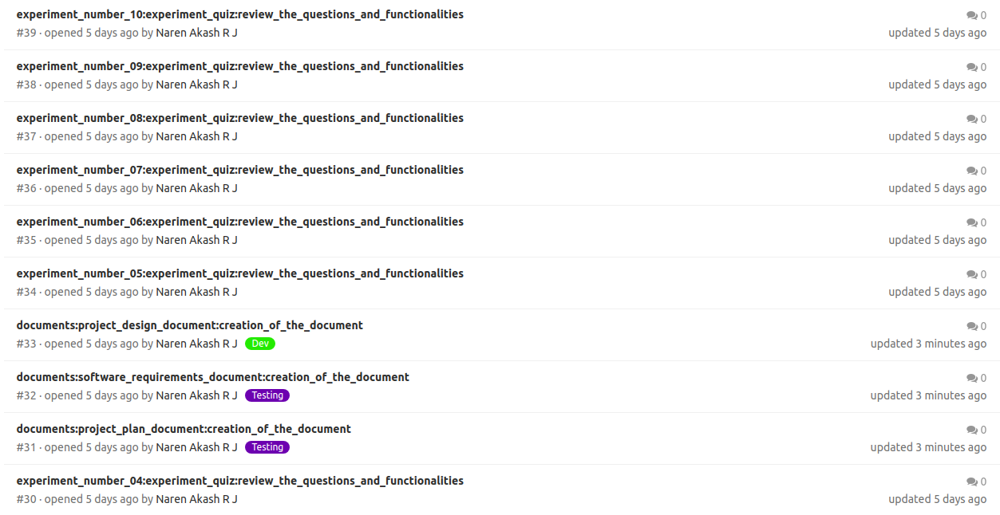 experiment_number_10:experiment_quiz:review_the_questions_and_functionalities 0
#39 · opened 5 days ago by Naren Akash R J updated 5 days ago
experiment_number_09:experiment_quiz:review_the_questions_and_functionalities 0
#38 · opened 5 days ago by Naren Akash R J updated 5 days ago
experiment_number_08:experiment_quiz:review_the_questions_and_functionalities 0
#37 · opened 5 days ago by Naren Akash R J updated 5 days ago
experiment_number_07:experiment_quiz:review_the_questions_and_functionalities 0
#36 · opened 5 days ago by Naren Akash R J updated 5 days ago
experiment_number_06:experiment_quiz:review_the_questions_and_functionalities 0
#35 · opened 5 days ago by Naren Akash R J updated 5 days ago
experiment_number_05:experiment_quiz:review_the_questions_and_functionalities 0
#34 · opened 5 days ago by Naren Akash R J updated 5 days ago
documents:project_design_document:creation_of_the_document 0
#33 · opened 5 days ago by Naren Akash R J Dev updated 3 minutes ago
documents:software_requirements_document:creation_of_the_document 0
#32 · opened 5 days ago by Naren Akash R J Testing updated 3 minutes ago
documents:project_plan_document:creation_of_the_document 0
#31 · opened 5 days ago by Naren Akash R J Testing updated 3 minutes ago
experiment_number_04:experiment_quiz:review_the_questions_and_functionalities 0
#30 · opened 5 days ago by Naren Akash R J updated 5 days ago